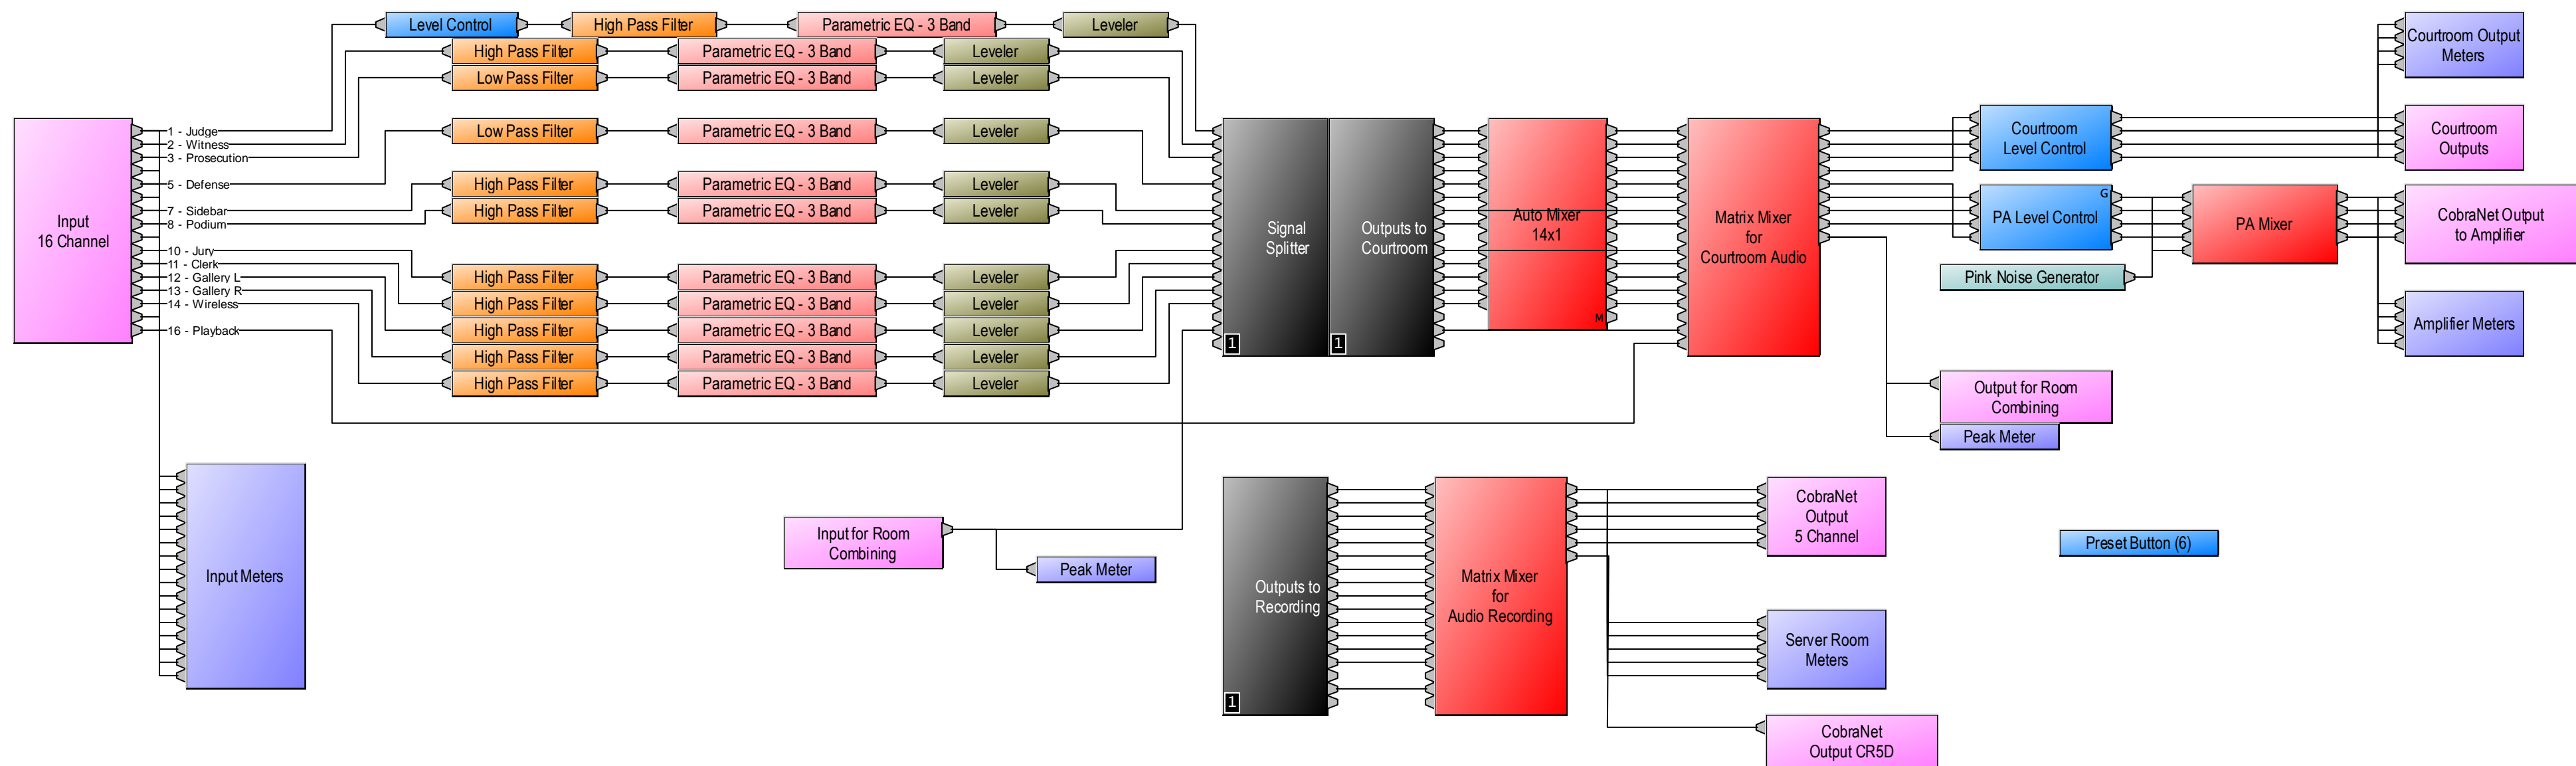 Level Control
High Pass Filter
Parametric EQ - 3 Band
Leveler
High Pass Filter
Parametric EQ - 3 Band
Leveler
Low Pass Filter
Parametric EQ - 3 Band
Leveler
Low Pass Filter
Parametric EQ - 3 Band
Leveler
High Pass Filter
Parametric EQ - 3 Band
Leveler
High Pass Filter
Parametric EQ - 3 Band
Leveler
High Pass Filter
Parametric EQ - 3 Band
Leveler
High Pass Filter
Parametric EQ - 3 Band
Leveler
High Pass Filter
Parametric EQ - 3 Band
Leveler
High Pass Filter
Parametric EQ - 3 Band
Leveler
High Pass Filter
Parametric EQ - 3 Band
Leveler
Input
16 Channel
1 - Judge
2 - Witness
3 - Prosecution
5 - Defense
7 - Sidebar
8 - Podium
10 - Jury
11 - Clerk
12 - Gallery L
13 - Gallery R
14 - Wireless
16 - Playback
Input Meters
Input for Room
Combining
Peak Meter
Signal
Splitter
1
Outputs to
Courtroom
1
Auto Mixer
14x1
M
Matrix Mixer
for
Courtroom Audio
Courtroom
Level Control
PA Level Control
G
Pink Noise Generator
PA Mixer
Courtroom Output
Meters
Courtroom
Outputs
CobraNet Output
to Amplifier
Amplifier Meters
Output for Room
Combining
Peak Meter
Outputs to
Recording
1
Matrix Mixer
for
Audio Recording
CobraNet
Output
5 Channel
Server Room
Meters
CobraNet
Output CR5D
Preset Button (6)